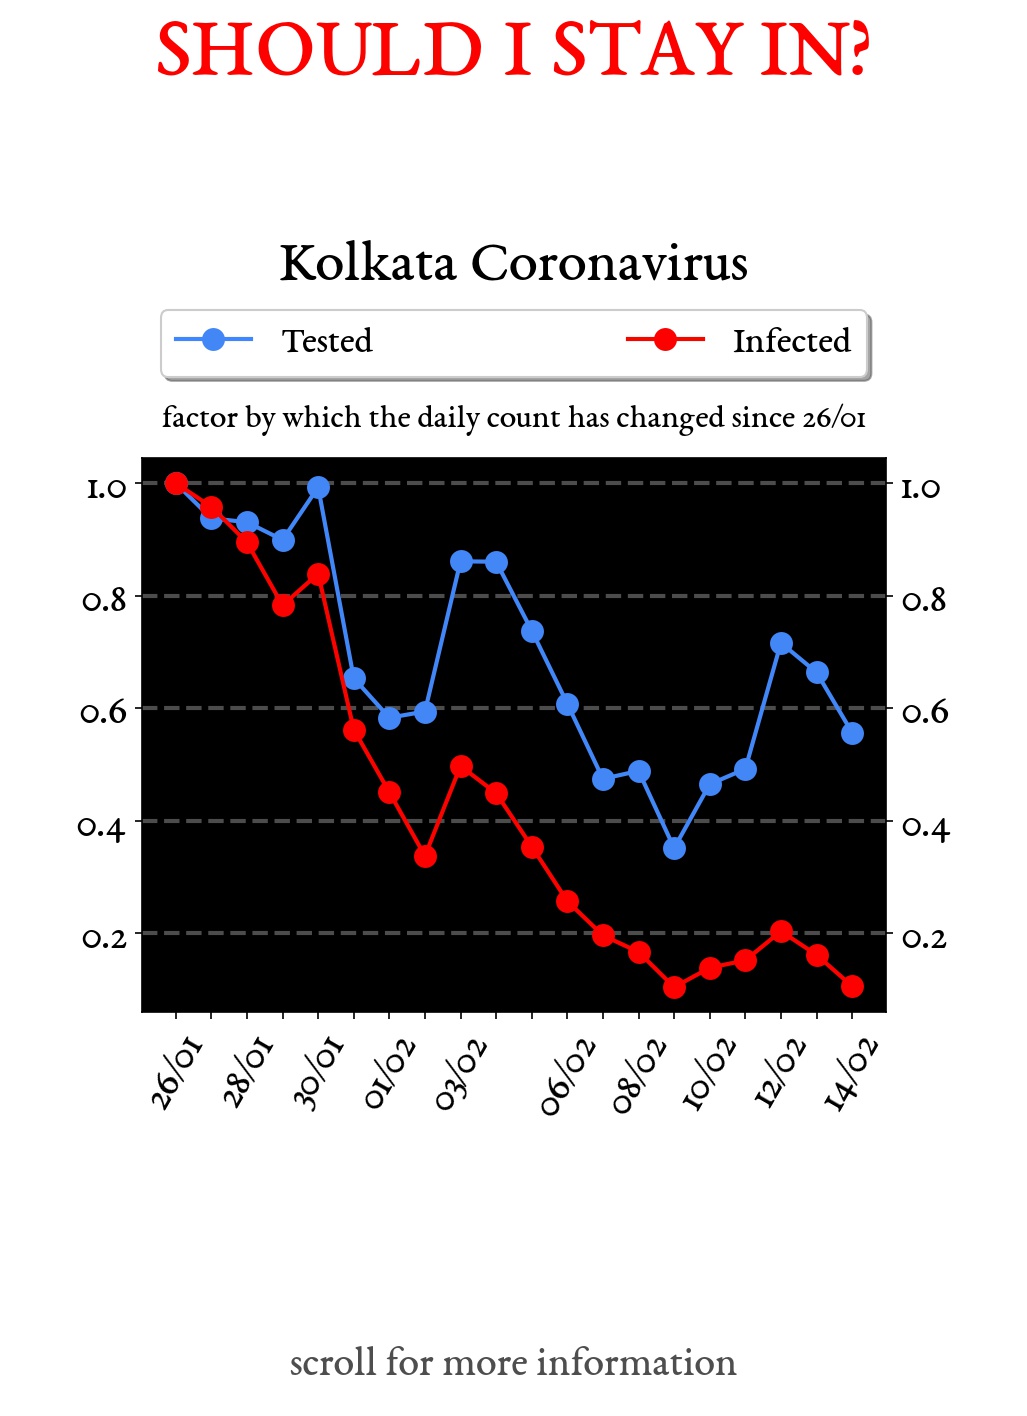 SHOULD I STAY IN?
Kolkata Coronavirus
Tested Infected
factor by which the daily count has changed since 26/01
1.0 1.0
0.8 0.8
0.6 0.6
0.4 0.4
0.2 0.2
26/01 28/01 30/01 01/02 03/02 06/02 08/02 10/02 12/02 14/02
scroll for more information